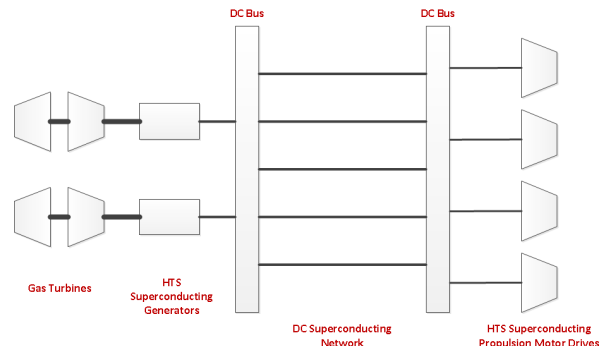 DC Bus
DC Bus
Gas Turbines
HTS
Superconducting
Generators
DC Superconducting
Network
HTS Superconducting
Propulsion Motor Drives